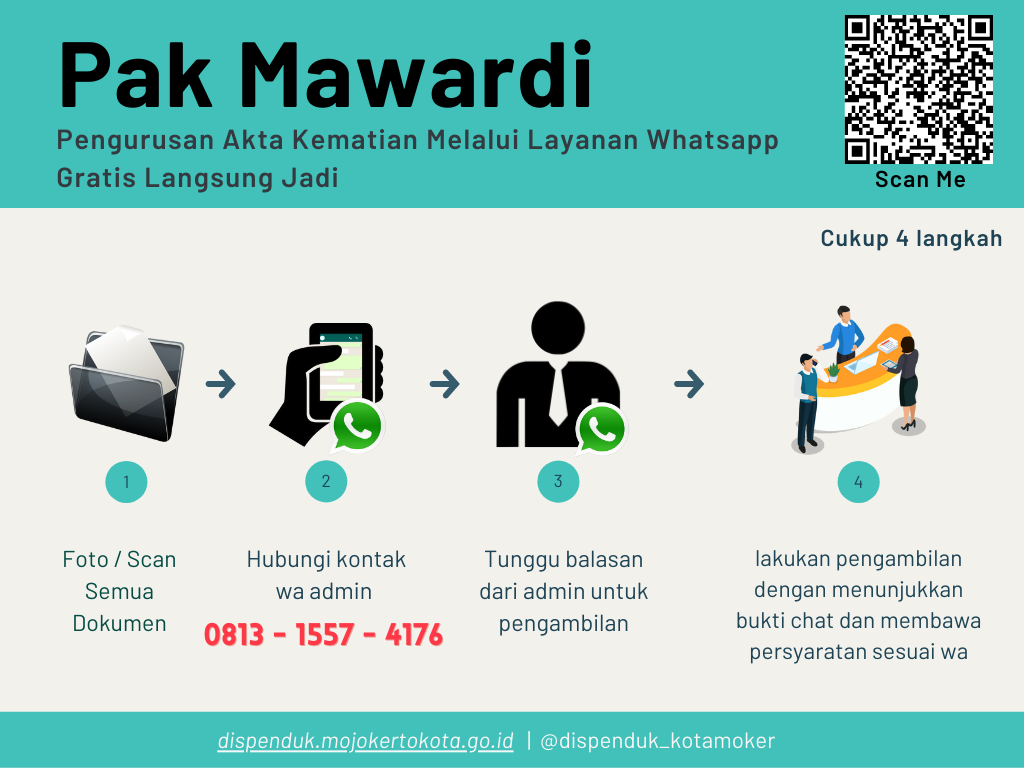 Pak Mawardi
Pengurusan Akta Kematian Melalui Layanan Whatsapp
Gratis Langsung Jadi
Scan Me
Cukup 4 langkah
1
Foto / Scan
Semua
Dokumen
2
Hubungi kontak
wa admin
0813 - 1557 - 4176
3
Tunggu balasan
dari admin untuk
pengambilan
4
lakukan pengambilan
dengan menunjukkan
bukti chat dan membawa
persyaratan sesuai wa
dispenduk.mojokertokota.go.id | @dispenduk_kotamoker